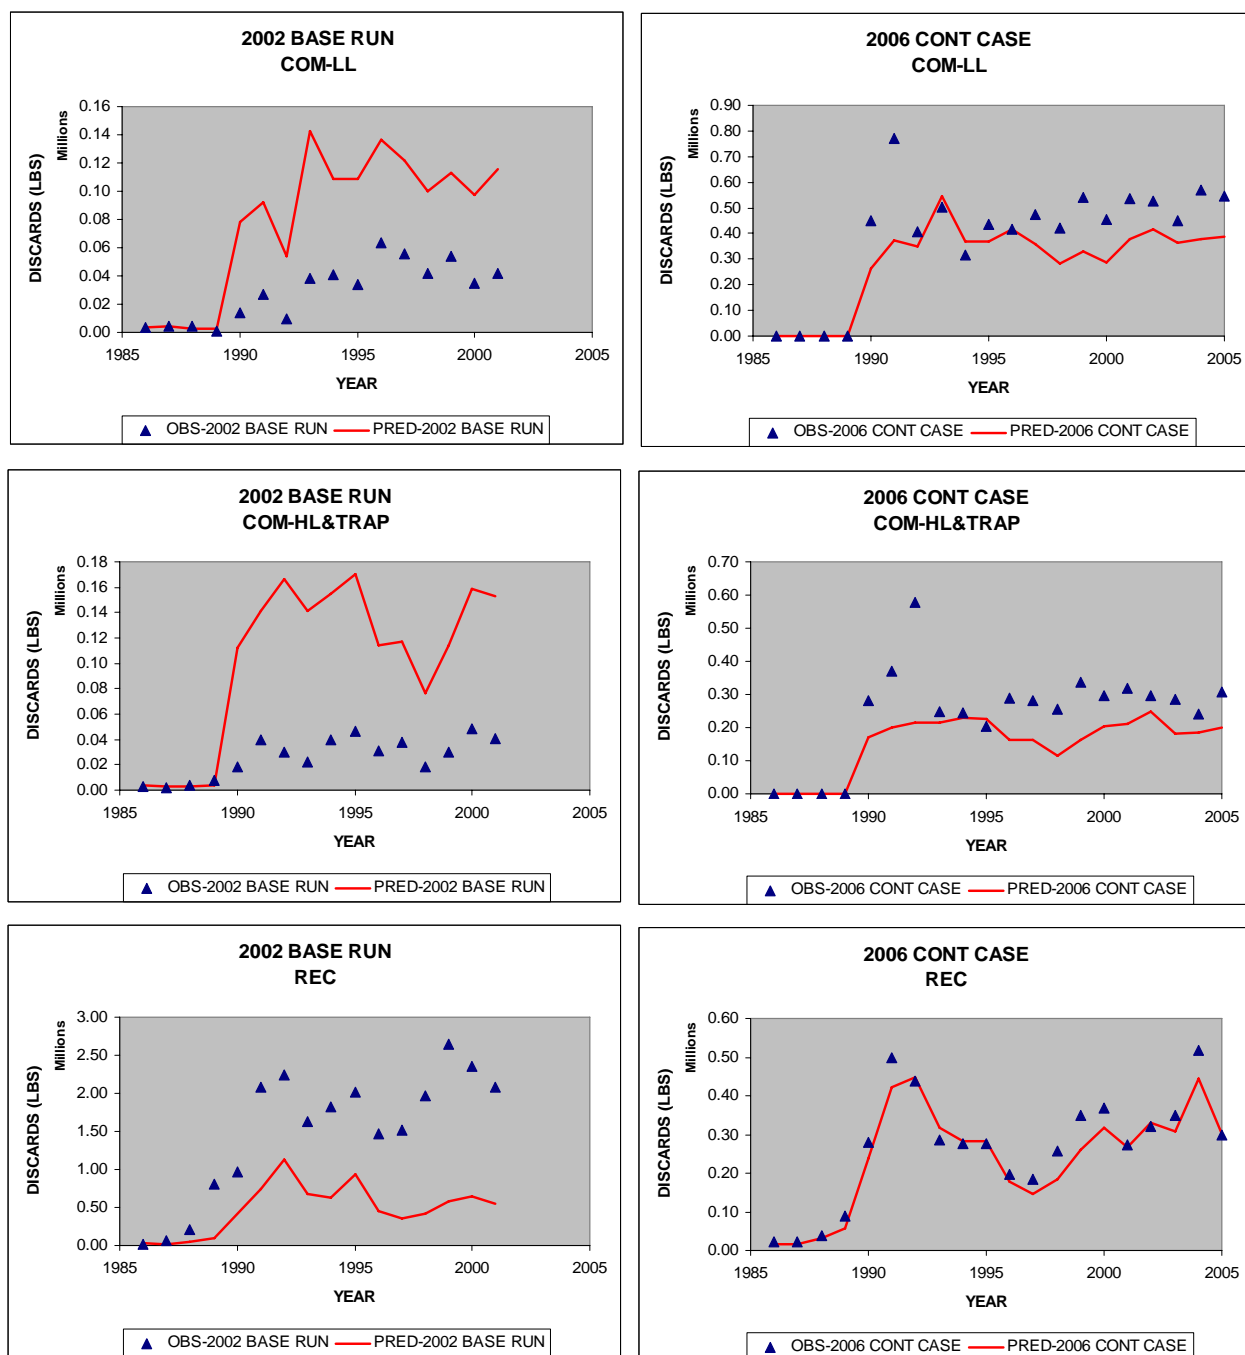 2002 BASE RUN
COM-LL
0.16
0.14
0.12
0.10
0.08
0.06
0.04
0.02
0.00
1985 1990 1995 2000 2005
YEAR
DISCARDS (LBS)
Millions
OBS-2002 BASE RUN PRED-2002 BASE RUN
2006 CONT CASE
COM-LL
0.90
0.80
0.70
0.60
0.50
0.40
0.30
0.20
0.10
0.00
1985 1990 1995 2000 2005
YEAR
DISCARDS (LBS)
Millions
OBS-2006 CONT CASE PRED-2006 CONT CASE
2002 BASE RUN
COM-HL&TRAP
0.18
0.16
0.14
0.12
0.10
0.08
0.06
0.04
0.02
0.00
1985 1990 1995 2000 2005
YEAR
DISCARDS (LBS)
Millions
OBS-2002 BASE RUN PRED-2002 BASE RUN
2006 CONT CASE
COM-HL&TRAP
0.70
0.60
0.50
0.40
0.30
0.20
0.10
0.00
1985 1990 1995 2000 2005
YEAR
DISCARDS (LBS)
Millions
OBS-2006 CONT CASE PRED-2006 CONT CASE
2002 BASE RUN
REC
3.00
2.50
2.00
1.50
1.00
0.50
0.00
1985 1990 1995 2000 2005
YEAR
DISCARDS (LBS)
Millions
OBS-2002 BASE RUN PRED-2002 BASE RUN
2006 CONT CASE
REC
0.60
0.50
0.40
0.30
0.20
0.10
0.00
1985 1990 1995 2000 2005
YEAR
DISCARDS (LBS)
Millions
OBS-2006 CONT CASE PRED-2006 CONT CASE